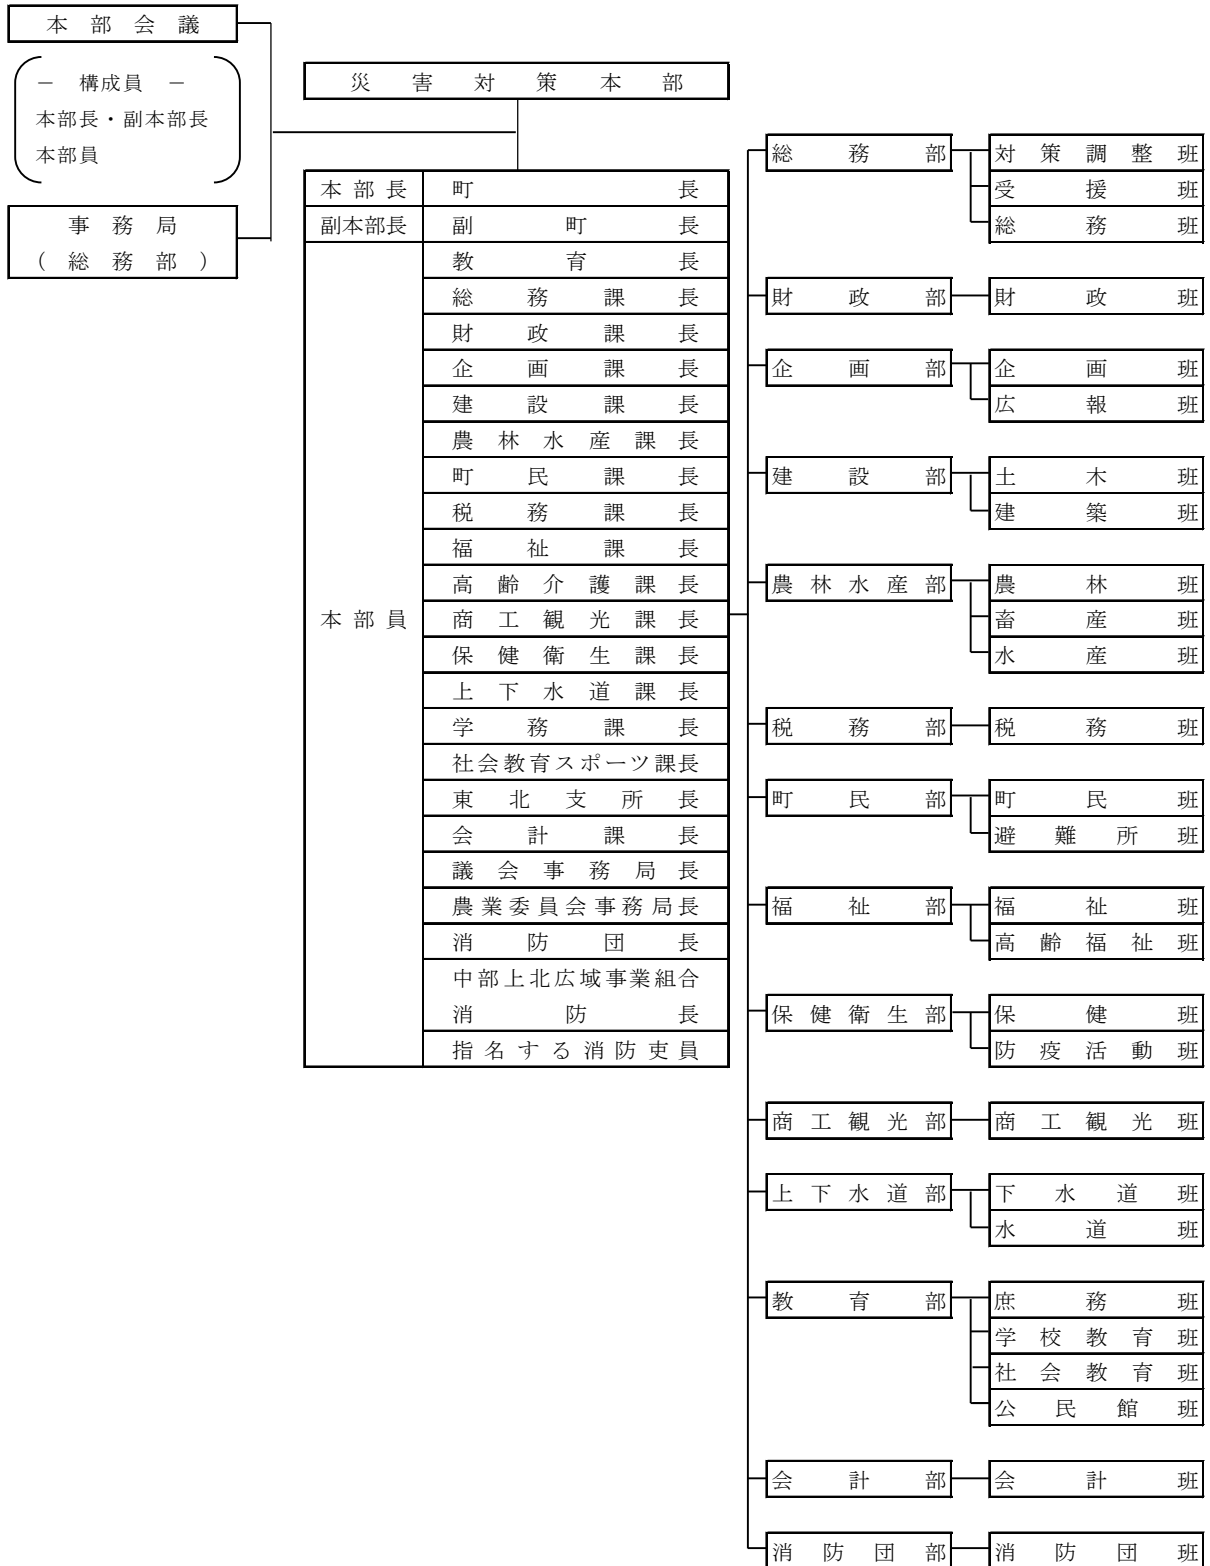 本部会議
－ 構成員 －
本部長・副本部長
本部員
事務局
（総務部）
災害対策本部
本部長 町長
副本部長 副町長
本部員
教育長
総務課長
財政課長
企画課長
建設課長
農林水産課長
町民課長
税務課長
福祉課長
高齢介護課長
商工観光課長
保健衛生課長
上下水道課長
学務課長
社会教育スポーツ課長
東北支所長
会計課長
議会事務局長
農業委員会事務局長
消防団長
中部上北広域事業組合
消防長
指名する消防吏員
総務部 対策調整班
受援班
総務班
財政部 財政班
企画部 企画班
広報班
建設部 土木班
建築班
農林水産部 農林班
畜産班
水産班
税務部 税務班
町民部 町民班
避難所班
福祉部 福祉班
高齢福祉班
保健衛生部 保健班
防疫活動班
商工観光部 商工観光班
上下水道部 下水道班
水道班
教育部 庶務班
学校教育班
社会教育班
公民館班
会計部 会計班
消防団部 消防団班